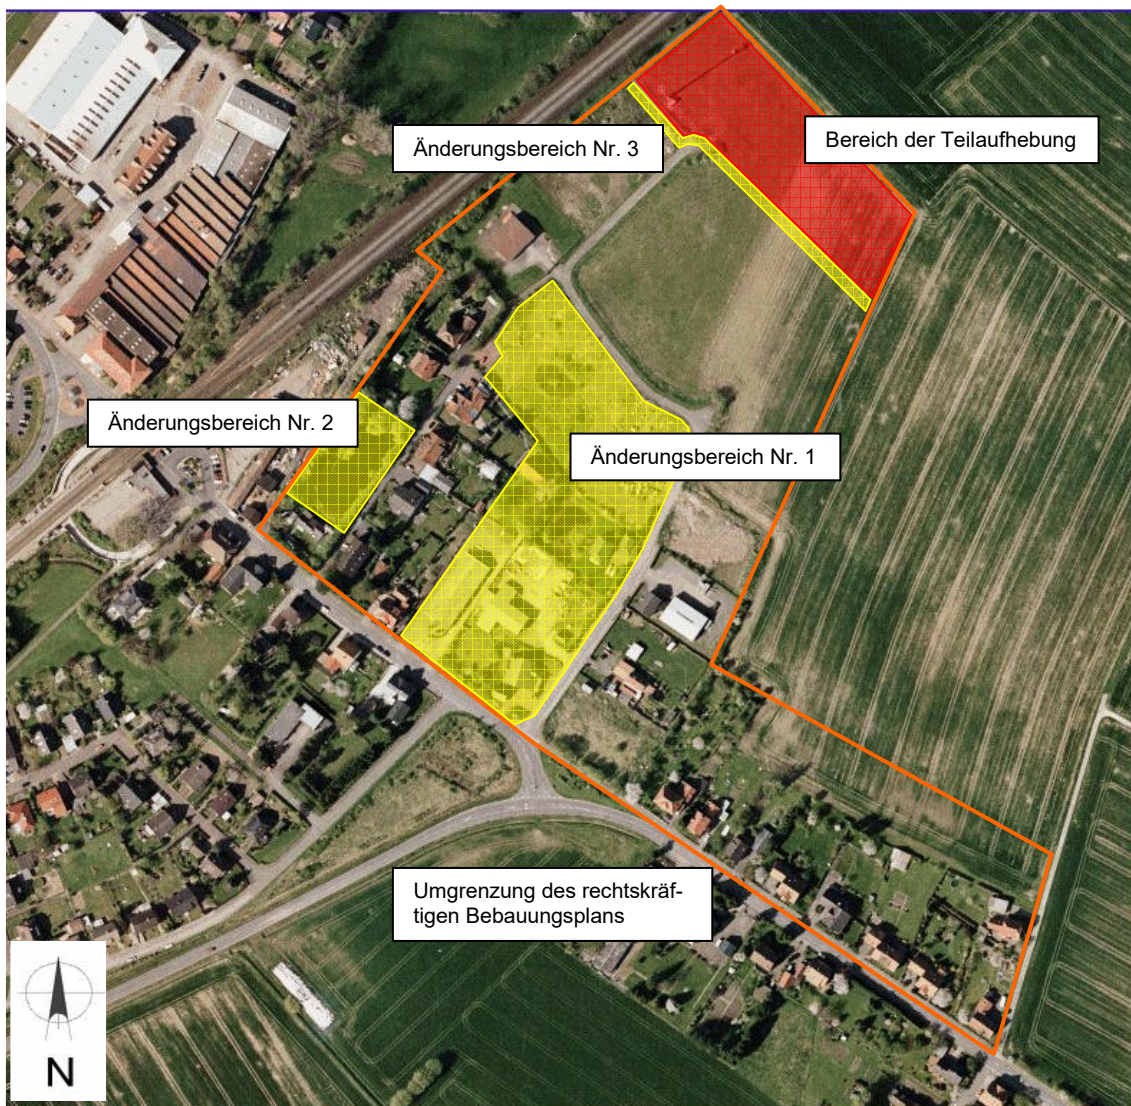 Änderungsbereich Nr. 3
Bereich der Teilaufhebung
Änderungsbereich Nr. 2
Änderungsbereich Nr. 1
Umgrenzung des rechtskräf-
tigen Bebauungsplans
N